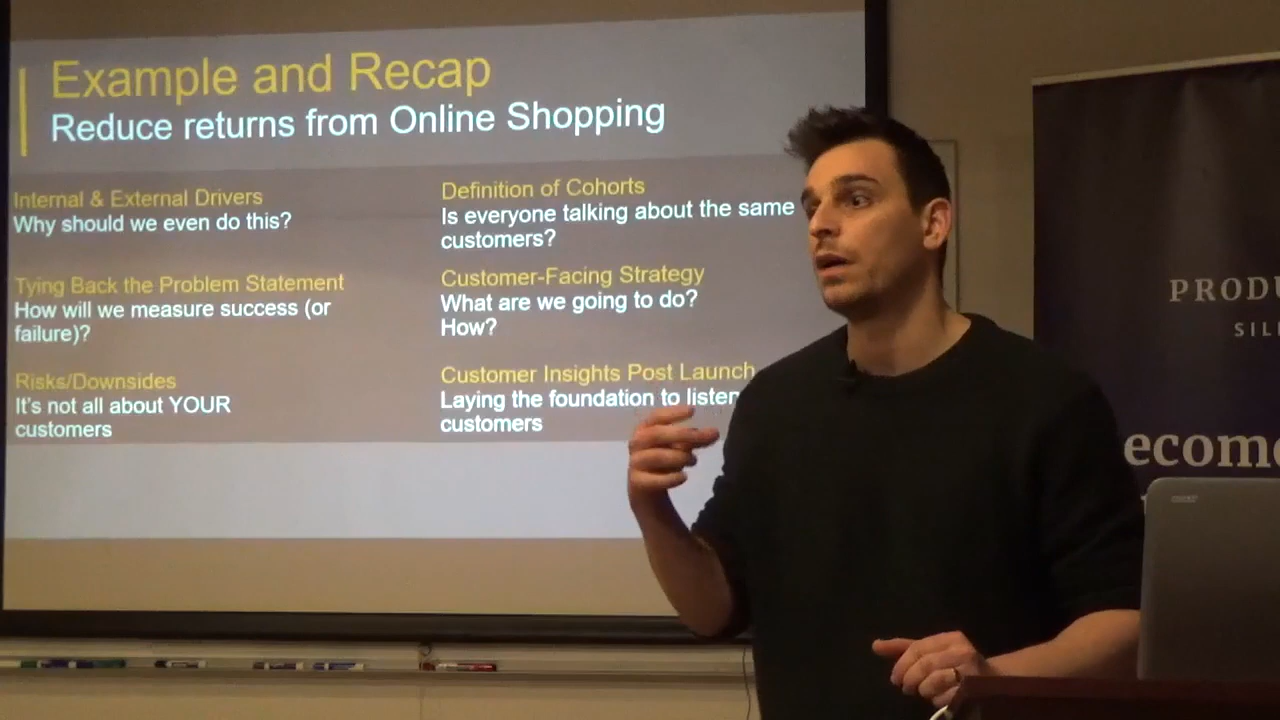 Example and Recap
Reduce returns from Online Shopping
Internal & External Drivers
Why should we even do this?
Tying Back the Problem Statement
How will we measure success (or
failure)?
Risks/Downsides
It's not all about YOUR
customers
Definition of Cohorts
Is everyone talking about the same
customers?
Customer-Facing Strategy
What are we going to do?
How?
Customer Insights Post Launch
Laying the foundation to listen
customers
PRODU
SIL
ecome